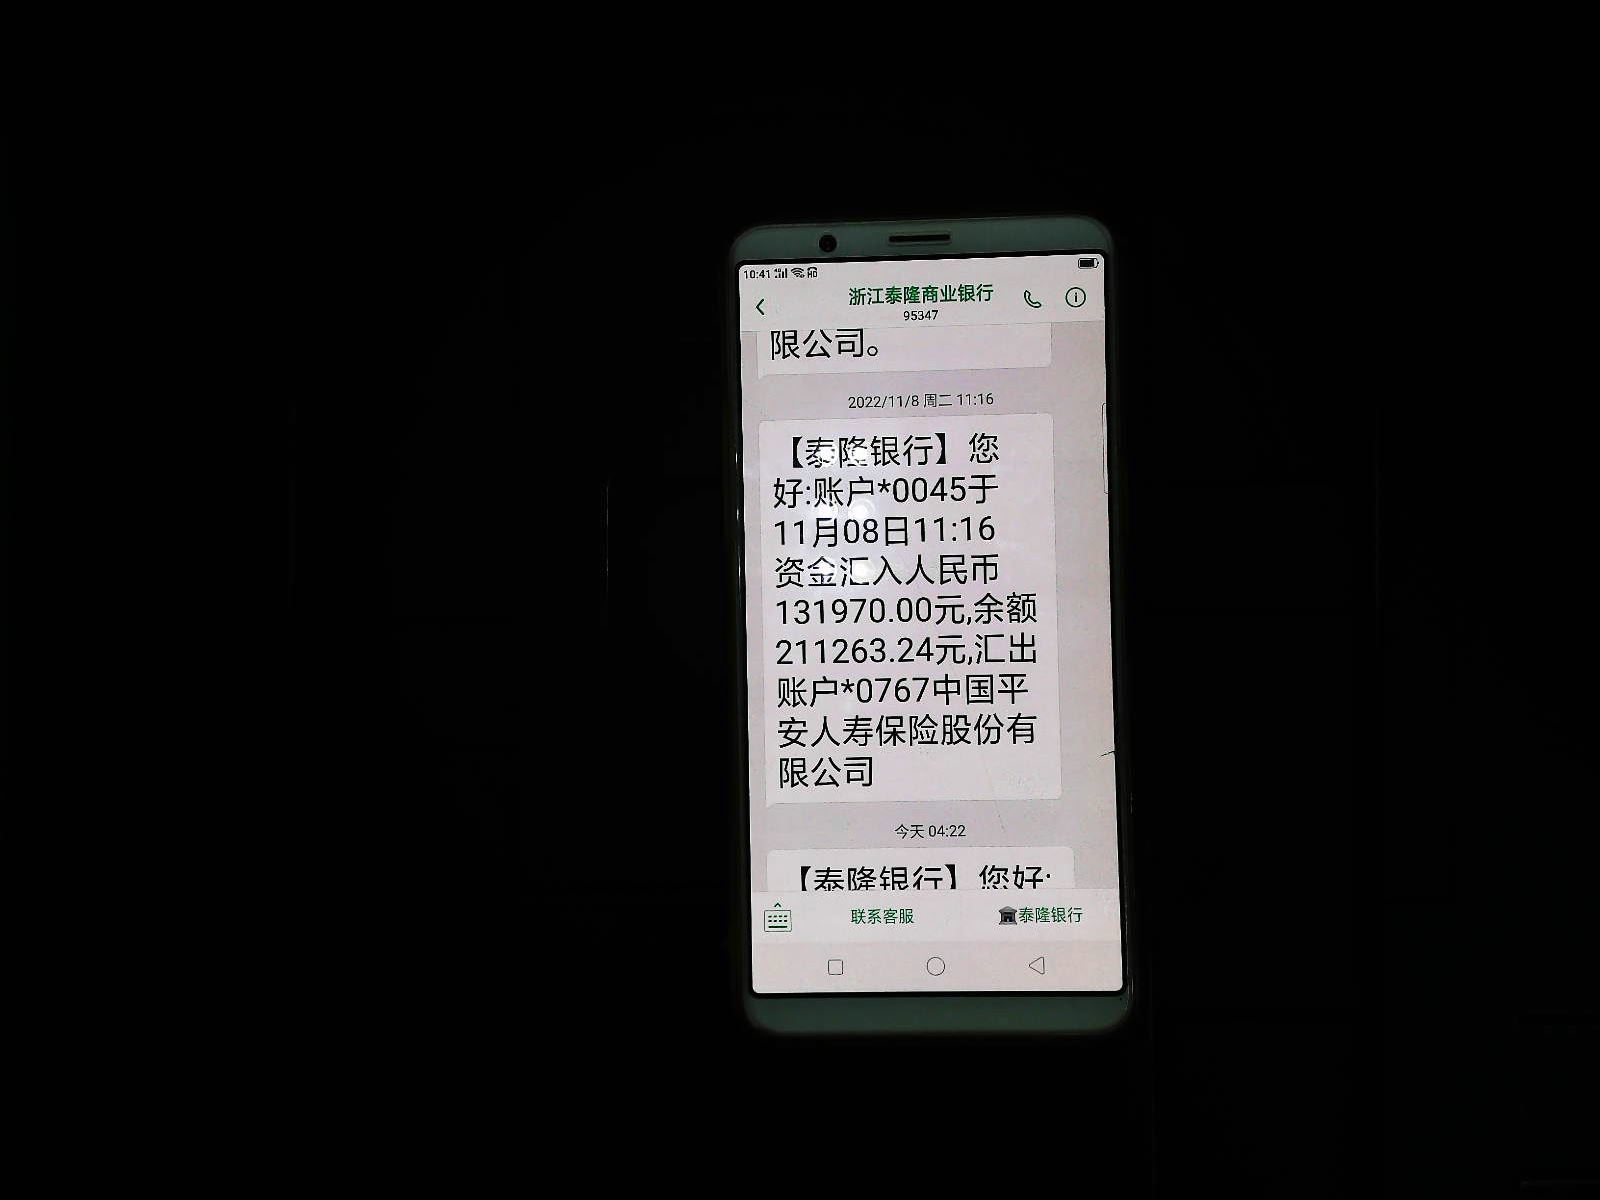 10:41
浙江泰隆商业银行
95347
限公司。
2022/11/8 周二 11:16
【泰隆银行】您
好:账户*0045于
11月08日11:16
资金汇入人民币
131970.00元,余额
211263.24元,汇出
账户*0767中国平
安人寿保险股份有
限公司
今天 04:22
【泰隆银行】您好:
联系客服
泰隆银行